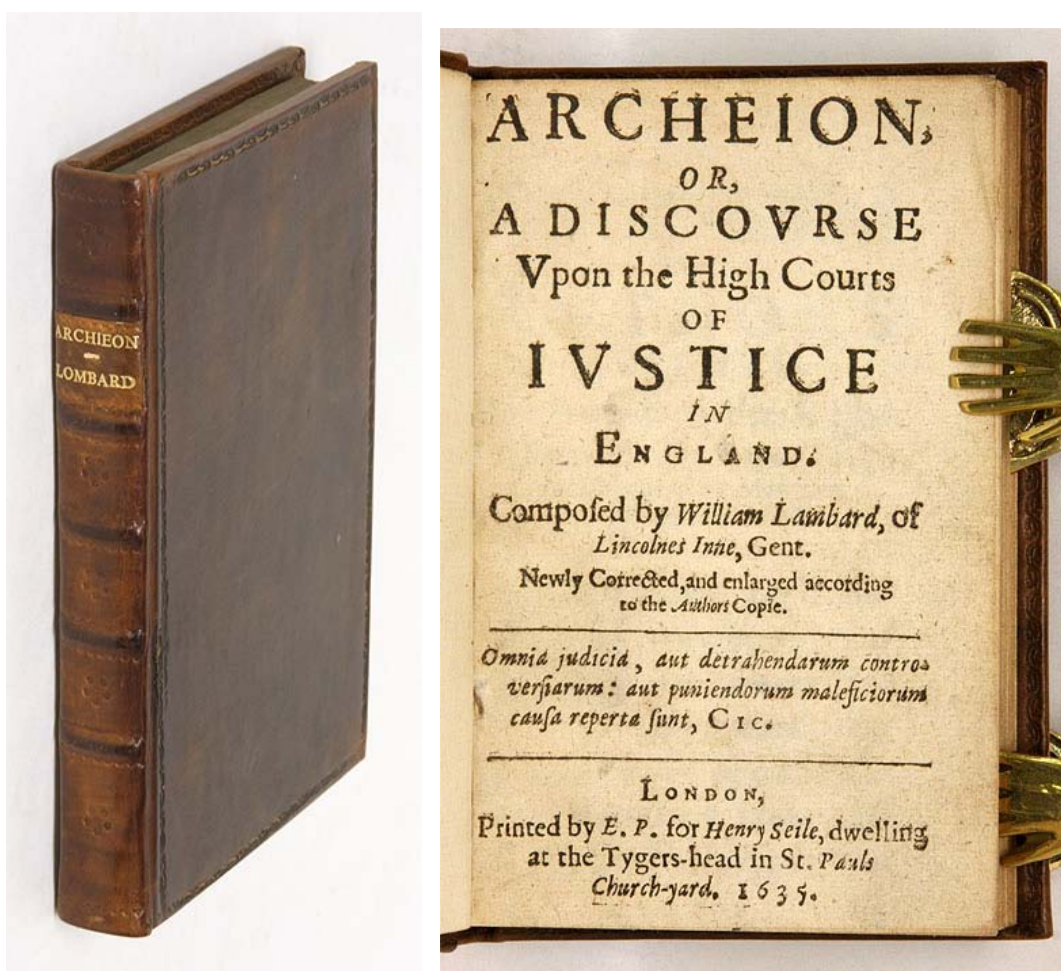 ARCHIEON
LOMBARD
ARCHEION,
OR,
A DISCOVRSE
Vpon the High Courts
OF
IVSTICE
IN
ENGLAND.
Compoſed by William Lambard, of
Lincolnes Inne, Gent.
Newly Corrected, and enlarged according
to the Authors Copie.
Omnia judicia, aut detrahendarum contro-
verſiarum: aut puniendorum maleficiorum
cauſa reperta ſunt, CIC.
LONDON,
Printed by E. P. for Henry Seile, dwelling
at the Tygers-head in St. Pauls
Church-yard. 1635.